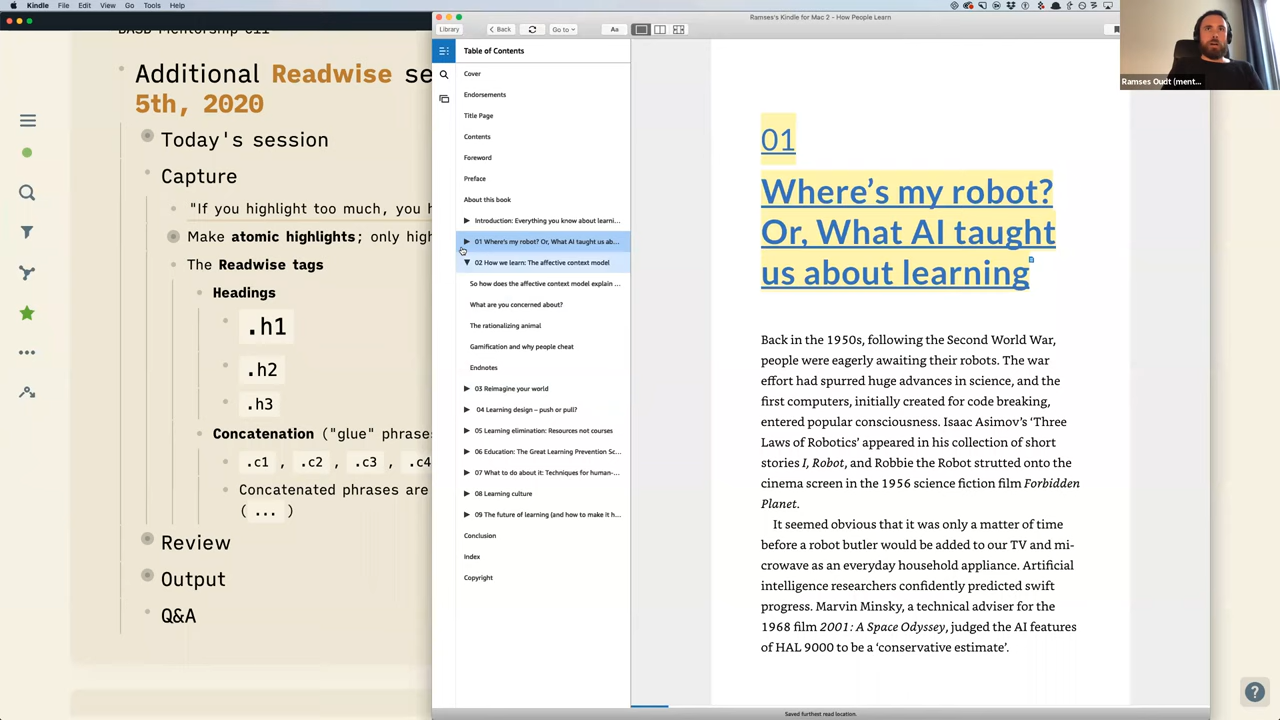 Kindle File Edit View Go Tools Help
BASB Mentorship 011
Additional Readwise se
5th, 2020
Today's session
Capture
"If you highlight too much, you h
Make atomic highlights; only high
The Readwise tags
Headings
.h1
.h2
.h3
Concatenation ("glue" phrases
.c1 , .c2 , .c3 , .c4
Concatenated phrases are
( ... )
Review
Output
Q&A
Ramses's Kindle for Mac 2 - How People Learn
Library
Back
Go to
Aa
Table of Contents
Cover
Endorsements
Title Page
Contents
Foreword
Preface
About this book
Introduction: Everything you know about learni...
01 Where's my robot? Or, What AI taught us ab...
02 How we learn: The affective context model
So how does the affective context model explain ...
What are you concerned about?
The rationalizing animal
Gamification and why people cheat
Endnotes
03 Reimagine your world
04 Learning design – push or pull?
05 Learning elimination: Resources not courses
06 Education: The Great Learning Prevention Sc...
07 What to do about it: Techniques for human-...
08 Learning culture
09 The future of learning (and how to make it h...
Conclusion
Index
Copyright
01
Where's my robot?
Or, What AI taught
us about learning
Back in the 1950s, following the Second World War,
people were eagerly awaiting their robots. The war
effort had spurred huge advances in science, and the
first computers, initially created for code breaking,
entered popular consciousness. Isaac Asimov's 'Three
Laws of Robotics' appeared in his collection of short
stories I, Robot, and Robbie the Robot strutted onto the
cinema screen in the 1956 science fiction film Forbidden
Planet.
It seemed obvious that it was only a matter of time
before a robot butler would be added to our TV and mi-
crowave as an everyday household appliance. Artificial
intelligence researchers confidently predicted swift
progress. Marvin Minsky, a technical adviser for the
1968 film 2001: A Space Odyssey, judged the AI features
of HAL 9000 to be a 'conservative estimate'.
Saved furthest read location.
Ramses Oudt (ment...
?